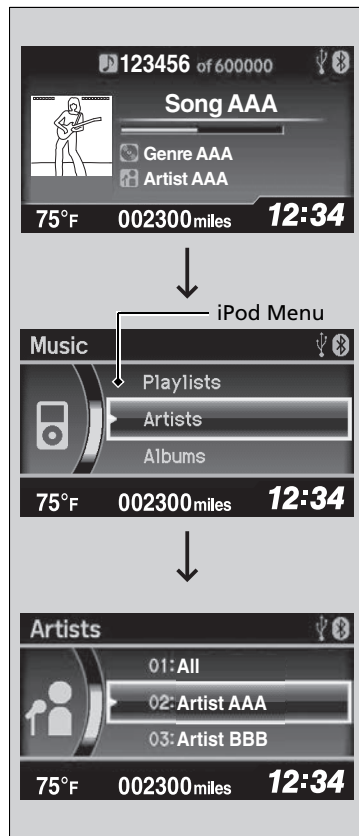 123456 of 600000
Song AAA
Genre AAA
Artist AAA
75°F 002300 miles 12:34
iPod Menu
Music
Playlists
Artists
Albums
75°F 002300 miles 12:34
Artists
01:All
02:Artist AAA
03:Artist BBB
75°F 002300 miles 12:34